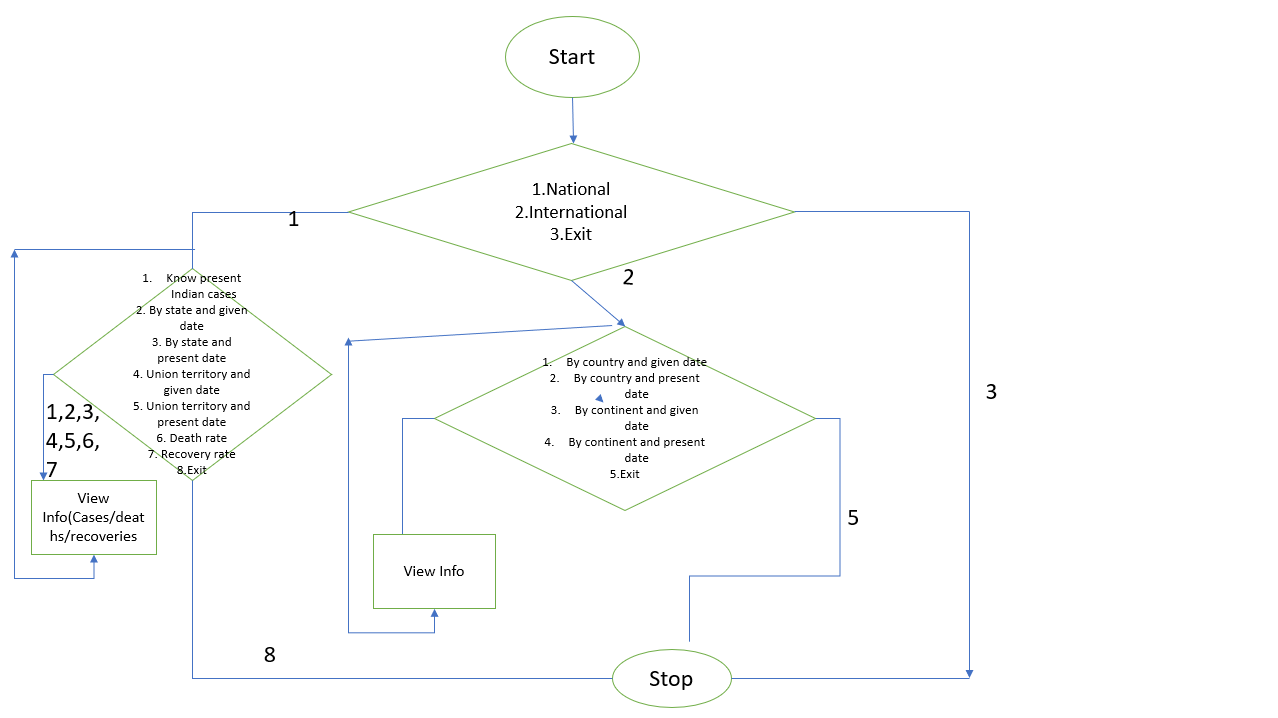 Start
1.National
2.International
3.Exit
1
2
3
1. Know present
Indian cases
2. By state and given
date
3. By state and
present date
4. Union territory and
given date
5. Union territory and
present date
6. Death rate
7. Recovery rate
8.Exit
1. By country and given date
2. By country and present
date
3. By continent and given
date
4. By continent and present
date
5.Exit
1,2,3,
4,5,6,
7
View
Info(Cases/deat
hs/recoveries
5
View Info
8
Stop